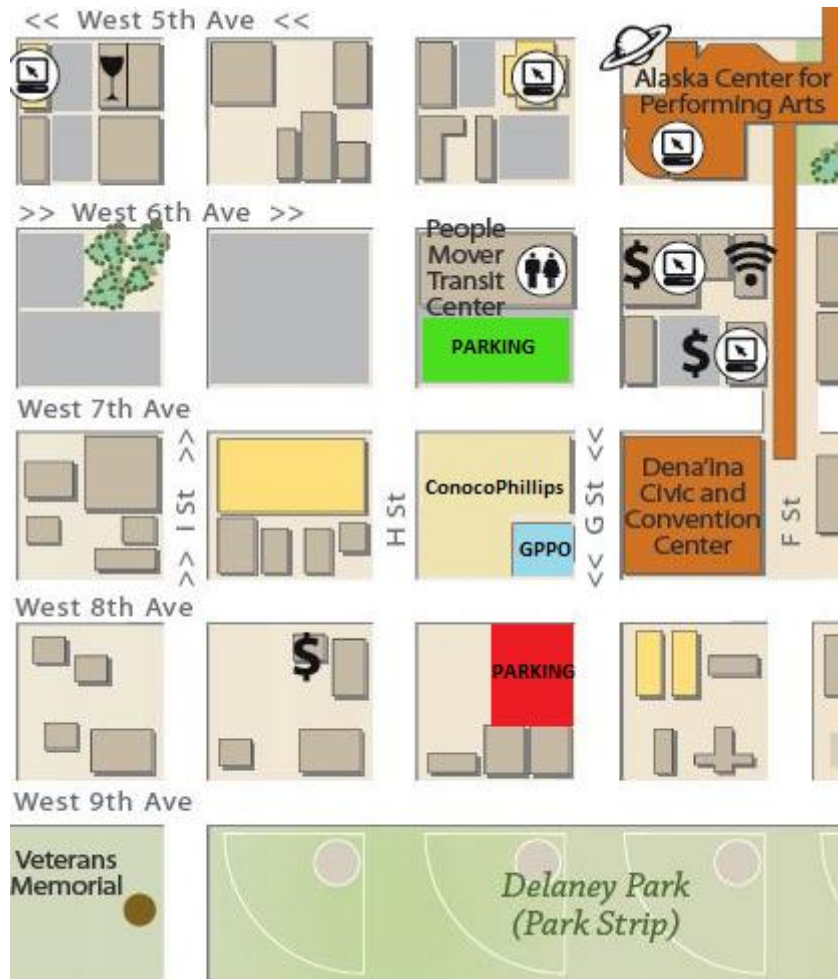 << West 5th Ave <<
Alaska Center for
Performing Arts
>> West 6th Ave >>
People
Mover
Transit
Center
$
PARKING
$
West 7th Ave
>> I St >>
H St
ConocoPhillips
GPPO
<< G St <<
Dena'ina
Civic and
Convention
Center
F St
West 8th Ave
$
PARKING
West 9th Ave
Veterans
Memorial
Delaney Park
(Park Strip)